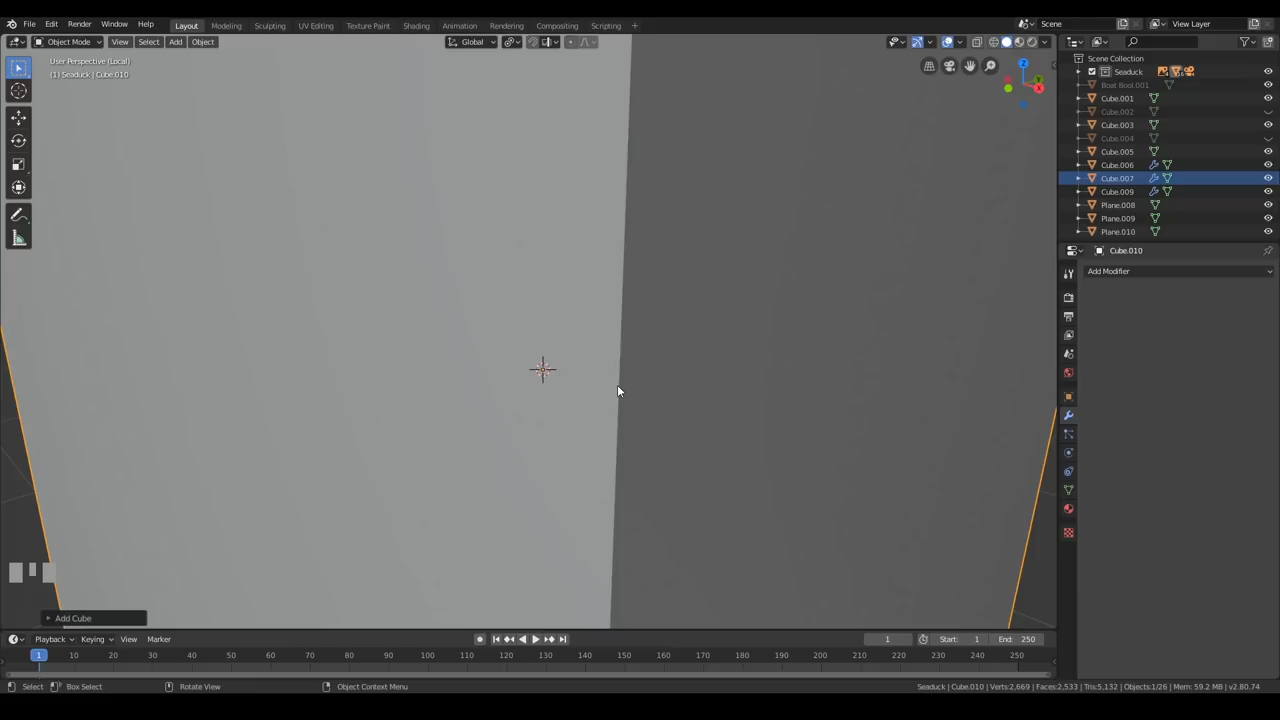 File Edit Render Window Help Layout Modeling Sculpting UV Editing Texture Paint Shading Animation Rendering Compositing Scripting + Scene View Layer
Object Mode View Select Add Object Global
User Perspective (Local)
(1) Seaduck | Cube.010
Z
Y
X
Scene Collection
Seaduck
Boat Bool.001
Cube.001
Cube.002
Cube.003
Cube.004
Cube.005
Cube.006
Cube.007
Cube.009
Plane.008
Plane.009
Plane.010
Cube.010
Add Modifier
Add Cube
Playback Keying View Marker 1 Start: 1 End: 250
1 10 20 30 40 50 60 70 80 90 100 110 120 130 140 150 160 170 180 190 200 210 220 230 240 250
Select Box Select Rotate View Object Context Menu Seaduck | Cube.010 | Verts:2,669 | Faces:2,533 | Tris:5,132 | Objects:1/26 | Mem: 59.2 MB | v2.80.74